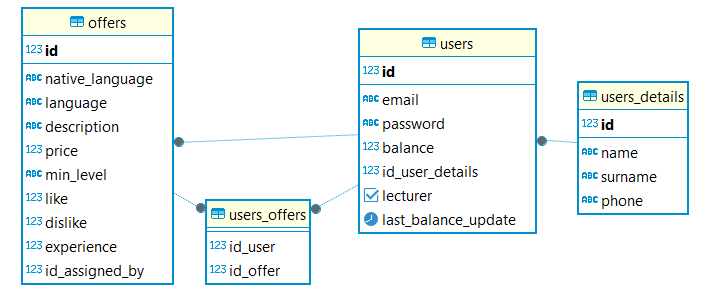 offers
123 id
ABC native_language
ABC language
ABC description
123 price
ABC min_level
123 like
123 dislike
123 experience
123 id_assigned_by
users_offers
123 id_user
123 id_offer
users
123 id
ABC email
ABC password
123 balance
123 id_user_details
lecturer
last_balance_update
users_details
123 id
ABC name
ABC surname
ABC phone